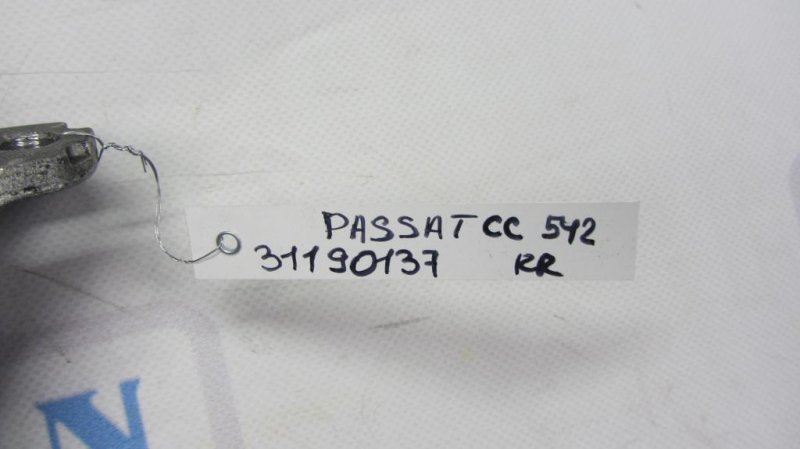 PASSAT CC 542
31190137 RR
N